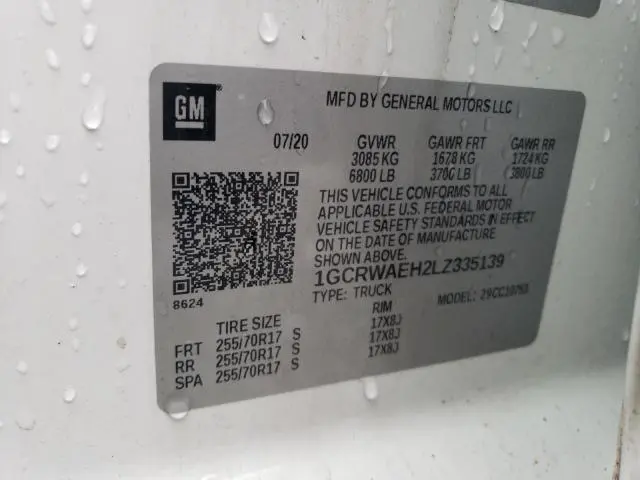 GM ®
MFD BY GENERAL MOTORS LLC
07/20 GVWR GAWR FRT GAWR RR
3085 KG 1678 KG 1724 KG
6800 LB 3700 LB 3800 LB
THIS VEHICLE CONFORMS TO ALL
APPLICABLE U.S. FEDERAL MOTOR
VEHICLE SAFETY STANDARDS IN EFFECT
ON THE DATE OF MANUFACTURE
SHOWN ABOVE.
1GCRWAEH2LZ335139
8624
TYPE: TRUCK MODEL:
TIRE SIZE RIM
FRT 255/70R17 S 17X8J
RR 255/70R17 S 17X8J
SPA 255/70R17 S 17X8J